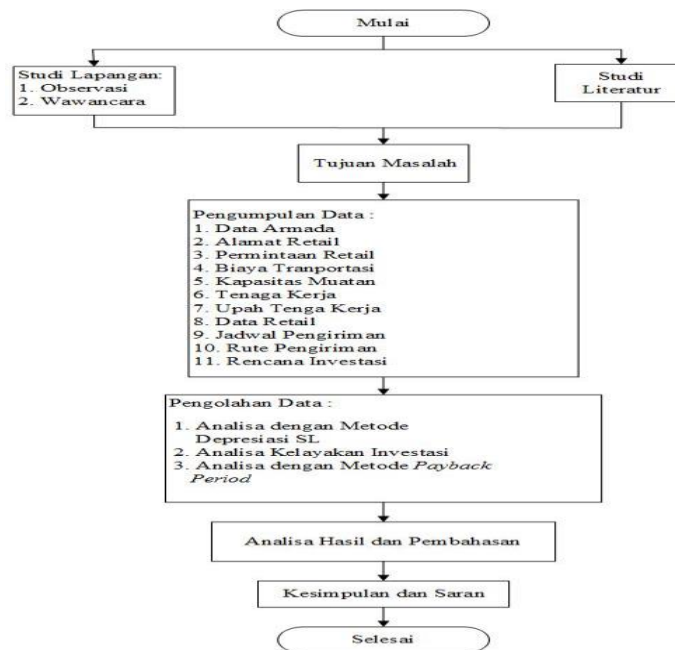 Mulai
Studi Lapangan:
1. Observasi
2. Wawancara
Studi
Literatur
Tujuan Masalah
Pengumpulan Data :
1. Data Armada
2. Alamat Retail
3. Permintaan Retail
4. Biaya Tranportasi
5. Kapasitas Muatan
6. Tenaga Kerja
7. Upah Tenga Kerja
8. Data Retail
9. Jadwal Pengiriman
10. Rute Pengiriman
11. Rencana Investasi
Pengolahan Data :
1. Analisa dengan Metode
Depresiasi SL
2. Analisa Kelayakan Investasi
3. Analisa dengan Metode Payback
Period
Analisa Hasil dan Pembahasan
Kesimpulan dan Saran
Selesai